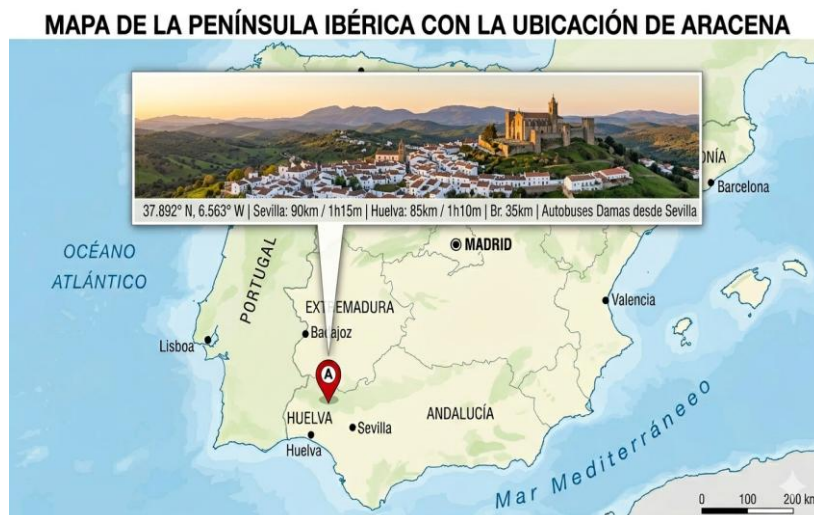 MAPA DE LA PENÍNSULA IBÉRICA CON LA UBICACIÓN DE ARACENA
ONÍA
Barcelona
37.892° N, 6.563° W | Sevilla: 90km / 1h15m | Huelva: 85km / 1h10m | Br. 35km | Autobuses Damas desde Sevilla
OCÉANO
ATLÁNTICO
PORTUGAL
MADRID
EXTREMADURA
Badajoz
Valencia
Lisboa
A
HUELVA
Sevilla
ANDALUCÍA
Huelva
Mar Mediterráneeo
0 100 200 km